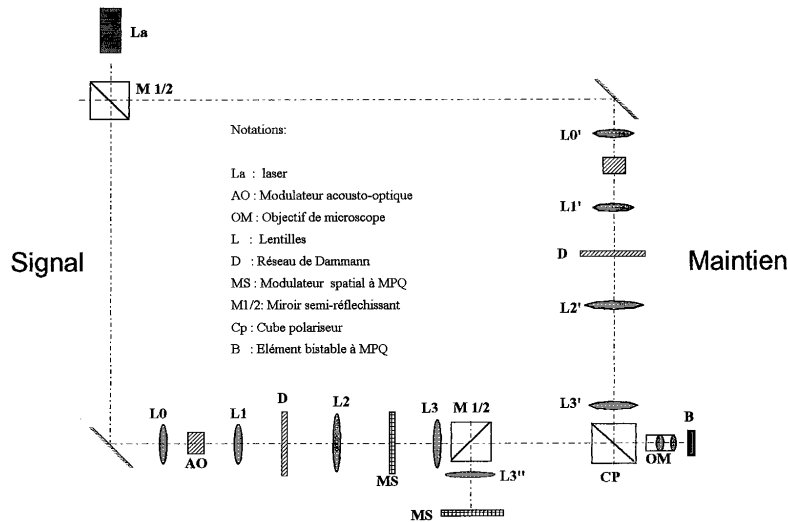 La
M 1/2
Notations:
L0'
La : laser
AO : Modulateur acousto-optique
OM : Objectif de microscope
L : Lentilles
D : Réseau de Dammann
MS : Modulateur spatial à MPQ
M1/2: Miroir semi-réflechissant
Cp : Cube polariseur
B : Elément bistable à MPQ
L1'
Signal
D
Maintien
L2'
L3'
L0
AO
L1
D
L2
MS
L3
M 1/2
L3"
MS
CP
OM
B